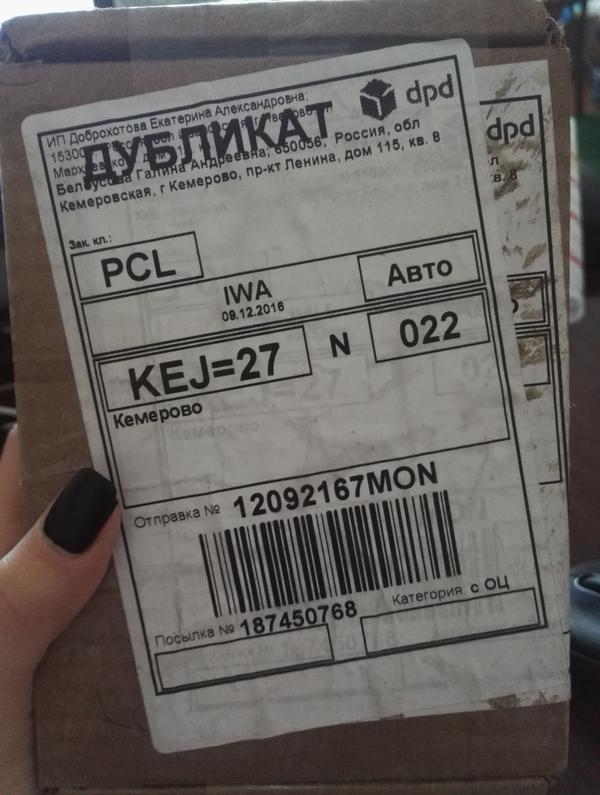 ИП Доброхотова Екатерина Александровна,
dpd
ДУБЛИКАТ
Белоусова Галина Андреевна; 650056, Россия, обл
Кемеровская, г Кемерово, пр-кт Ленина, дом 115, кв. 8
dpd
л
в. 8
Зак. кл.:
PCL
IWA
Авто
09.12.2016
KEJ=27
N
022
Кемерово
Отправка № 12092167MON
Посылка № 187450768
Категория: с ОЦ